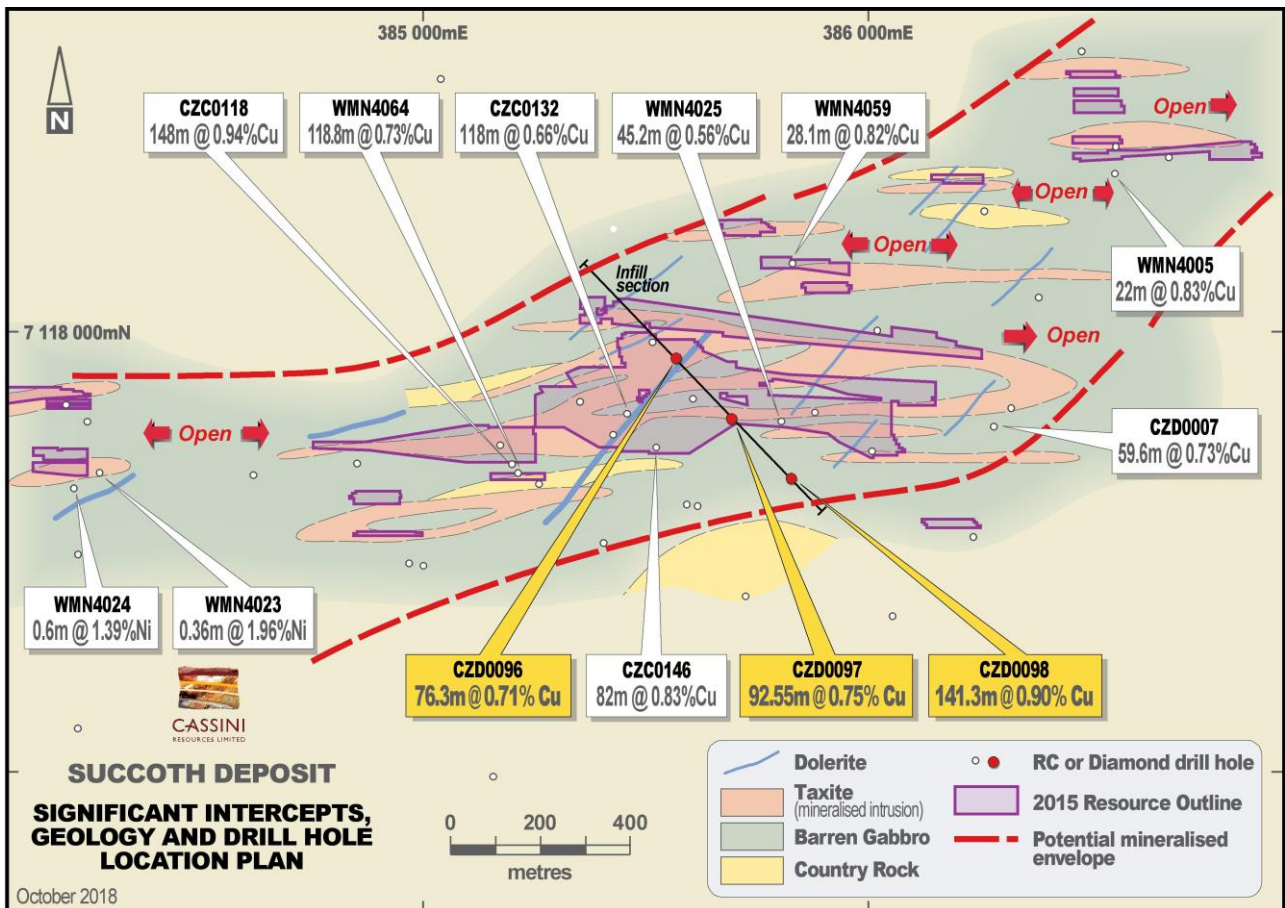 385 000mE
386 000mE
N
CZC0118
148m @ 0.94%Cu
WMN4064
118.8m @ 0.73%Cu
CZC0132
118m @ 0.66%Cu
WMN4025
45.2m @ 0.56%Cu
WMN4059
28.1m @ 0.82%Cu
Open
Open
Open
WMN4005
22m @ 0.83%Cu
Infill
section
7 118 000mN
Open
Open
CZD0007
59.6m @ 0.73%Cu
WMN4024
0.6m @ 1.39%Ni
WMN4023
0.36m @ 1.96%Ni
CZD0096
76.3m @ 0.71% Cu
CZC0146
82m @ 0.83%Cu
CZD0097
92.55m @ 0.75% Cu
CZD0098
141.3m @ 0.90% Cu
CASSINI
RESOURCES LIMITED
SUCCOTH DEPOSIT
SIGNIFICANT INTERCEPTS,
GEOLOGY AND DRILL HOLE
LOCATION PLAN
October 2018
0 200 400
metres
Dolerite
Taxite
(mineralised intrusion)
Barren Gabbro
Country Rock
RC or Diamond drill hole
2015 Resource Outline
Potential mineralised
envelope